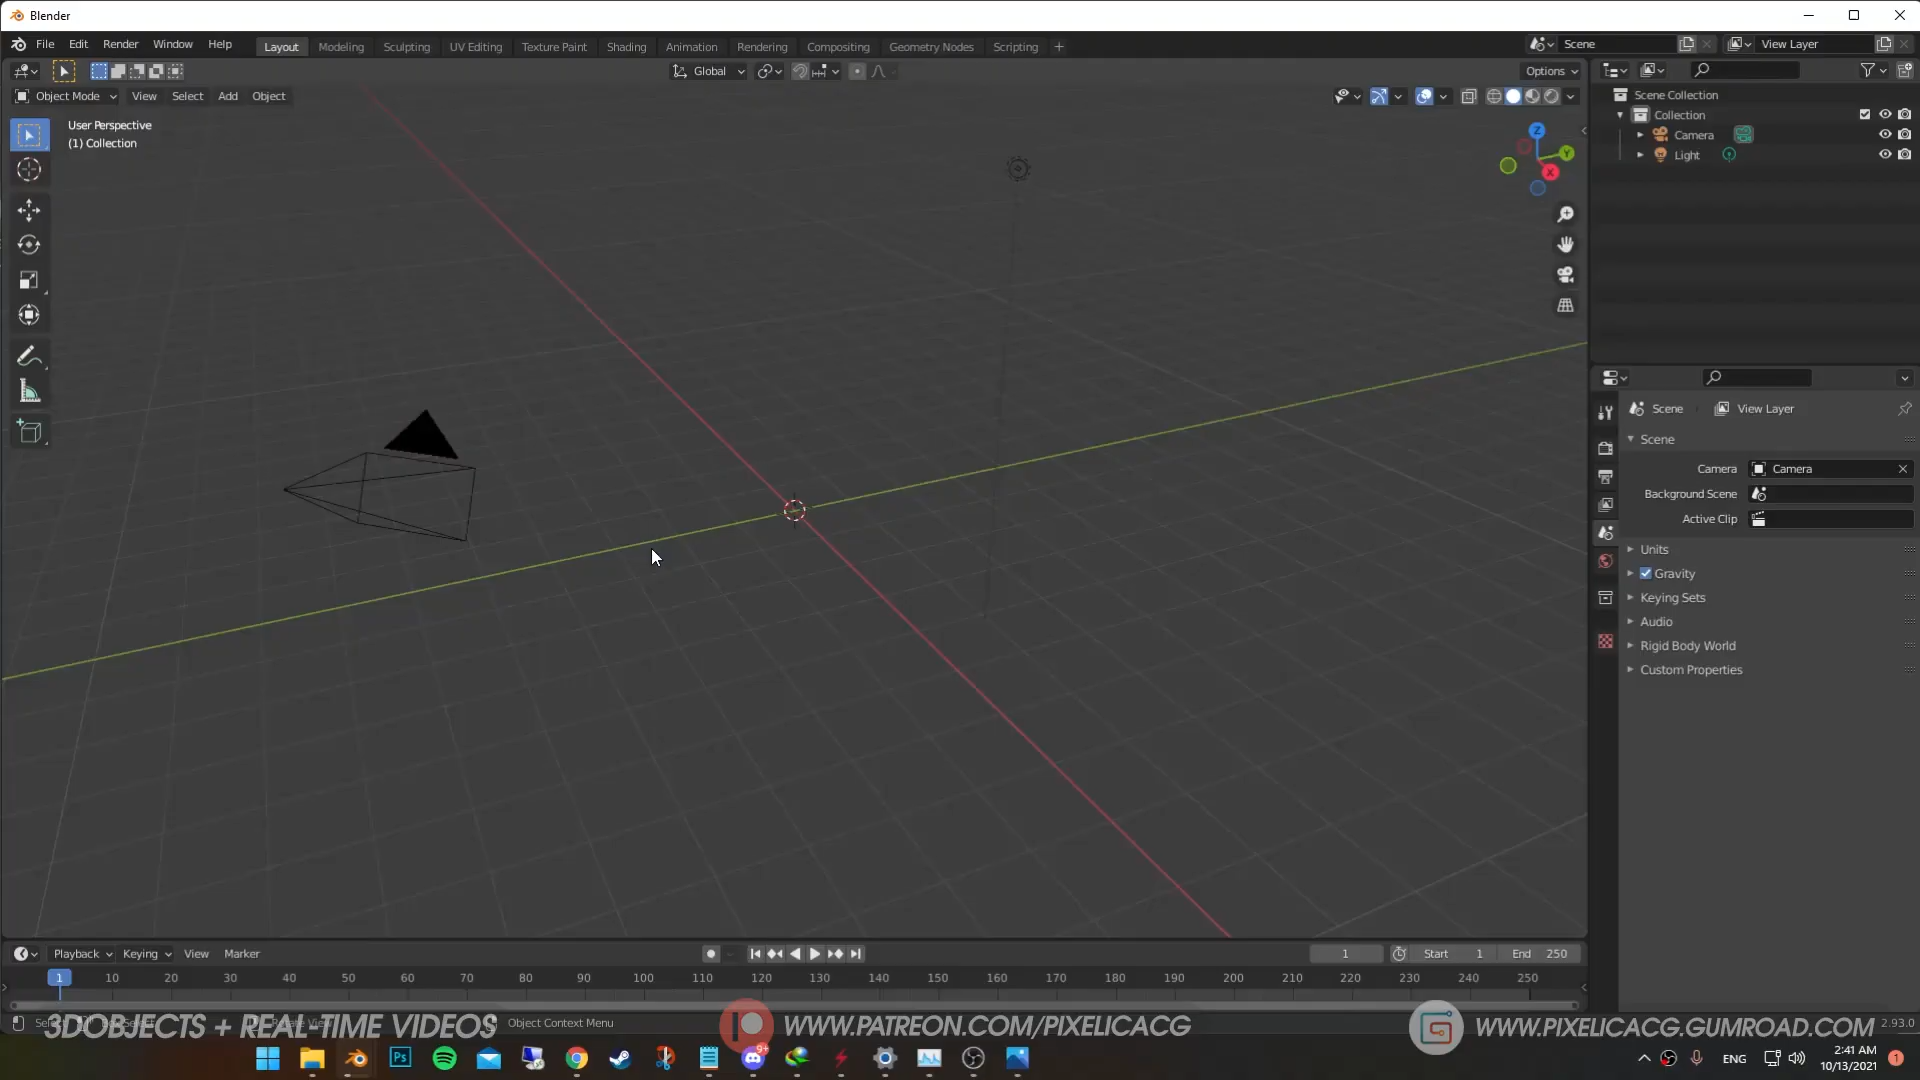 Blender
File Edit Render Window Help Layout Modeling Sculpting UV Editing Texture Paint Shading Animation Rendering Compositing Geometry Nodes Scripting + Scene View Layer
Global Options
Object Mode View Select Add Object
User Perspective
(1) Collection
Z
Y
X
Scene Collection
Collection
Camera
Light
Scene View Layer
Scene
Camera Camera
Background Scene
Active Clip
Units
Gravity
Keying Sets
Audio
Rigid Body World
Custom Properties
Playback Keying View Marker 1 Start 1 End 250
1 10 20 30 40 50 60 70 80 90 100 110 120 130 140 150 160 170 180 190 200 210 220 230 240 250
Object Context Menu
2.93.0
3DOBJECTS + REAL-TIME VIDEOS WWW.PATREON.COM/PIXELICACG WWW.PIXELICACG.GUMROAD.COM
Ps
9+
ENG
2:41 AM
10/13/2021
1